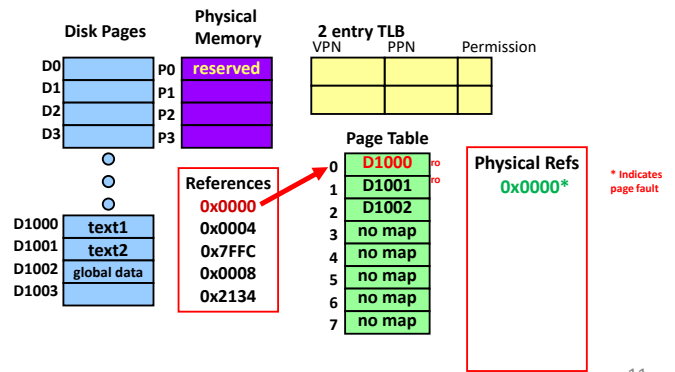 Disk Pages
Physical Memory
2 entry TLB
VPN PPN Permission
D0
D1
D2
D3
P0 reserved
P1
P2
P3
D1000 text1
D1001 text2
D1002 global data
D1003
References
0x0000
0x0004
0x7FFC
0x0008
0x2134
Page Table
0 D1000 ro
1 D1001 ro
2 D1002
3 no map
4 no map
5 no map
6 no map
7 no map
Physical Refs
0x0000*
* Indicates
page fault